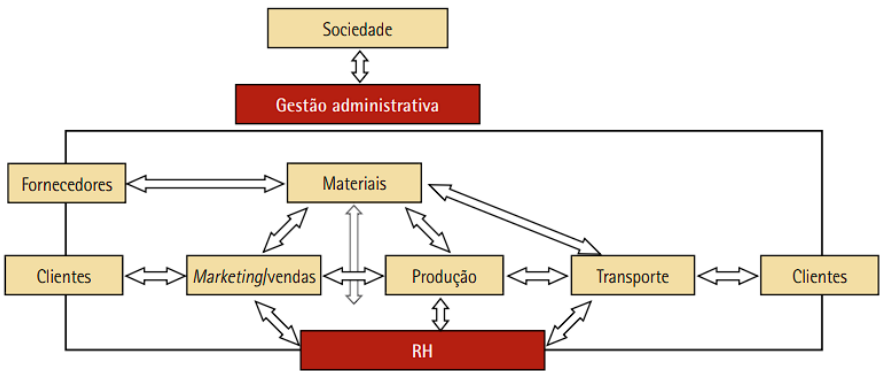 Sociedade
Gestão administrativa
Fornecedores
Materiais
Clientes
Marketing/vendas
Produção
Transporte
Clientes
RH